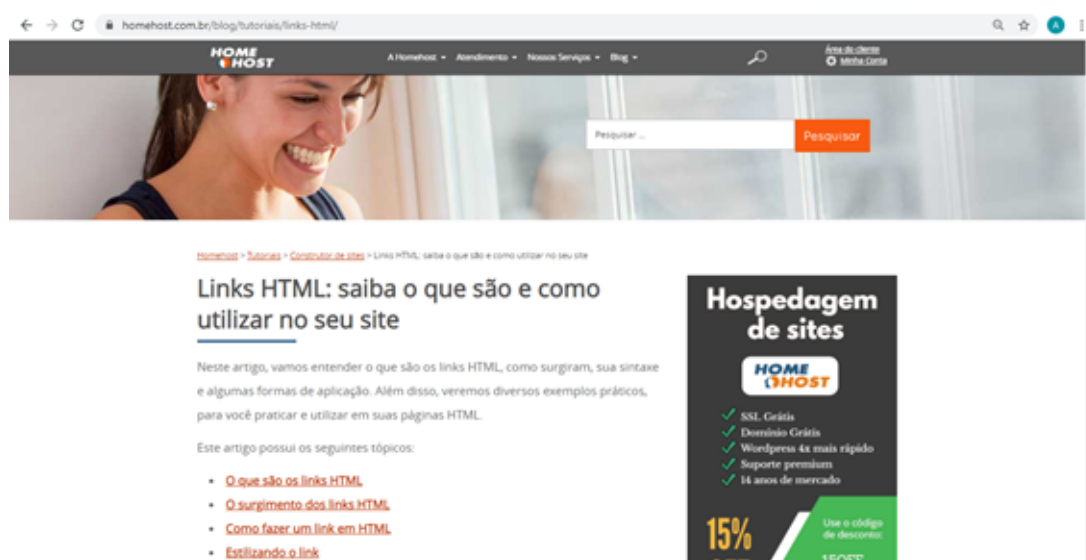 homehost.com.br/blog/tutoriais/links-html/
A
HOME HOST
A Homehost
Atendimento
Nossos Serviços
Blog
Área do cliente
Minha Conta
Pesquisar ...
Pesquisar
Homehost > Tutoriais > Construtor de sites > Links HTML: saiba o que são e como utilizar no seu site
Links HTML: saiba o que são e como
utilizar no seu site
Neste artigo, vamos entender o que são os links HTML, como surgiram, sua sintaxe
e algumas formas de aplicação. Além disso, veremos diversos exemplos práticos,
para você praticar e utilizar em suas páginas HTML.
Este artigo possui os seguintes tópicos:
• O que são os links HTML
• O surgimento dos links HTML
• Como fazer um link em HTML
• Estilizando o link
Hospedagem
de sites
HOME
HOST
SSL Grátis
Domínio Grátis
Wordpress 4x mais rápido
Suporte premium
14 anos de mercado
15%
Use o código
de desconto:
15OFF